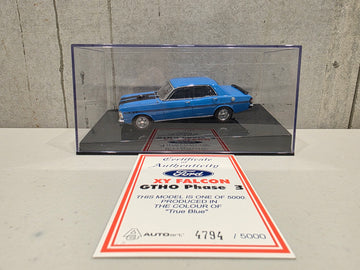 Certificate
of
Authenticity
Ford
XY FALCON
GTHO Phase 3
THIS MODEL IS ONE OF 5000
PRODUCED IN
THE COLOUR OF
"True Blue"
AUTOart 4794 / 5000